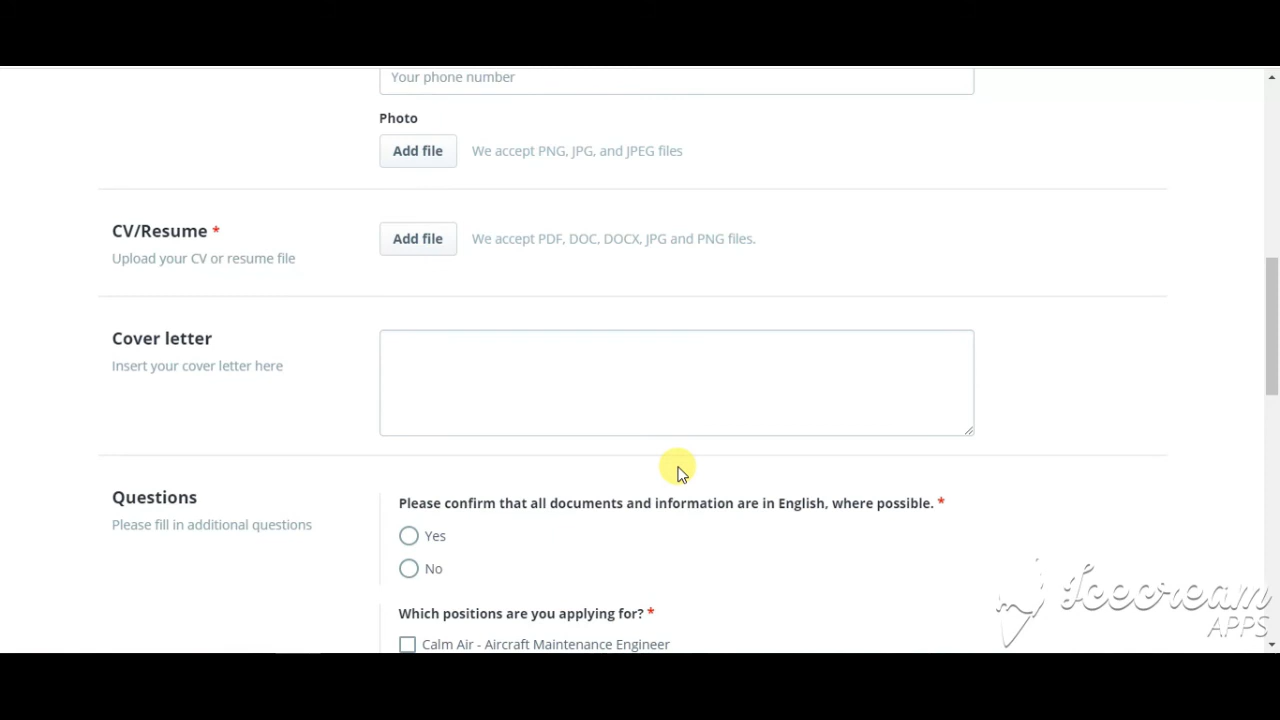 Your phone number
Photo
Add file We accept PNG, JPG, and JPEG files
CV/Resume *
Add file We accept PDF, DOC, DOCX, JPG and PNG files.
Upload your CV or resume file
Cover letter
Insert your cover letter here
Questions
Please fill in additional questions
Please confirm that all documents and information are in English, where possible. *
Yes
No
Which positions are you applying for? *
Calm Air - Aircraft Maintenance Engineer
Icecream
APPS